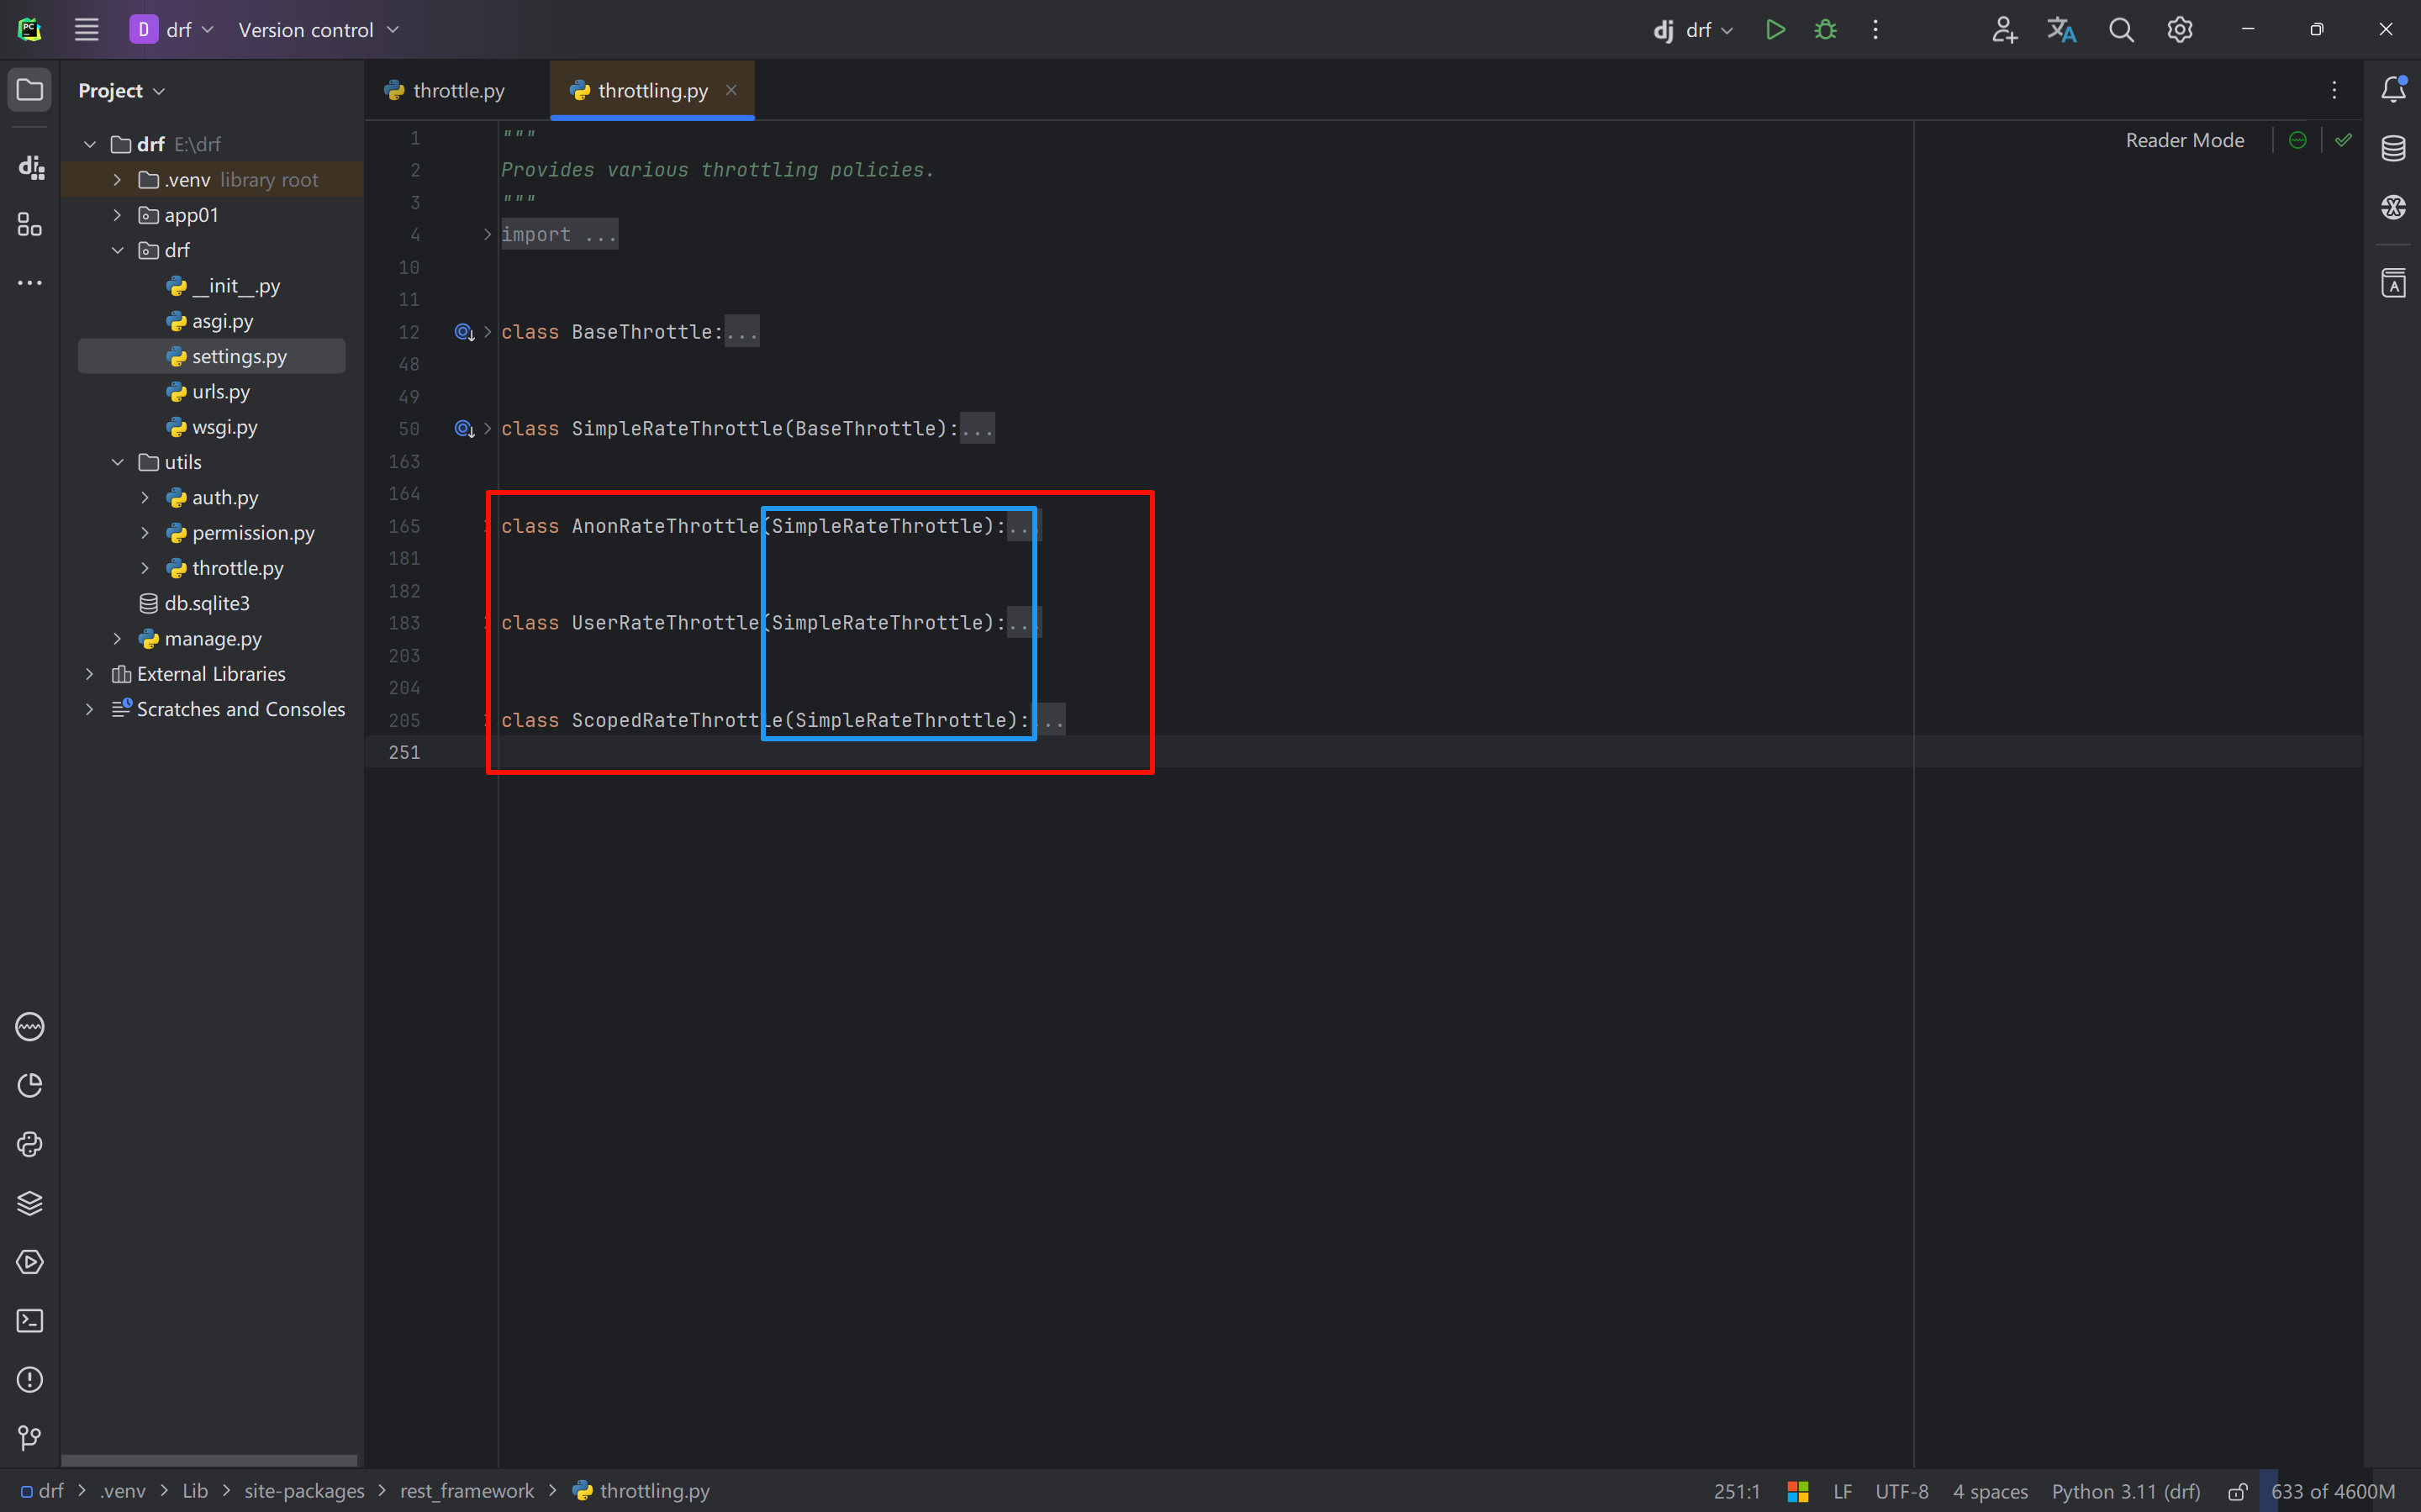 D drf Version control
dj drf
Project
throttle.py
throttling.py
drf E:\drf
.venv library root
app01
drf
__init__.py
asgi.py
settings.py
urls.py
wsgi.py
utils
auth.py
permission.py
throttle.py
db.sqlite3
manage.py
External Libraries
Scratches and Consoles
Reader Mode
1 """
2 Provides various throttling policies.
3 """
4 import ...
10
11
12 class BaseThrottle:...
48
49
50 class SimpleRateThrottle(BaseThrottle):...
163
164
165 class AnonRateThrottle(SimpleRateThrottle):...
181
182
183 class UserRateThrottle(SimpleRateThrottle):...
203
204
205 class ScopedRateThrottle(SimpleRateThrottle):...
251
drf > .venv > Lib > site-packages > rest_framework > throttling.py
251:1 LF UTF-8 4 spaces Python 3.11 (drf) 633 of 4600M